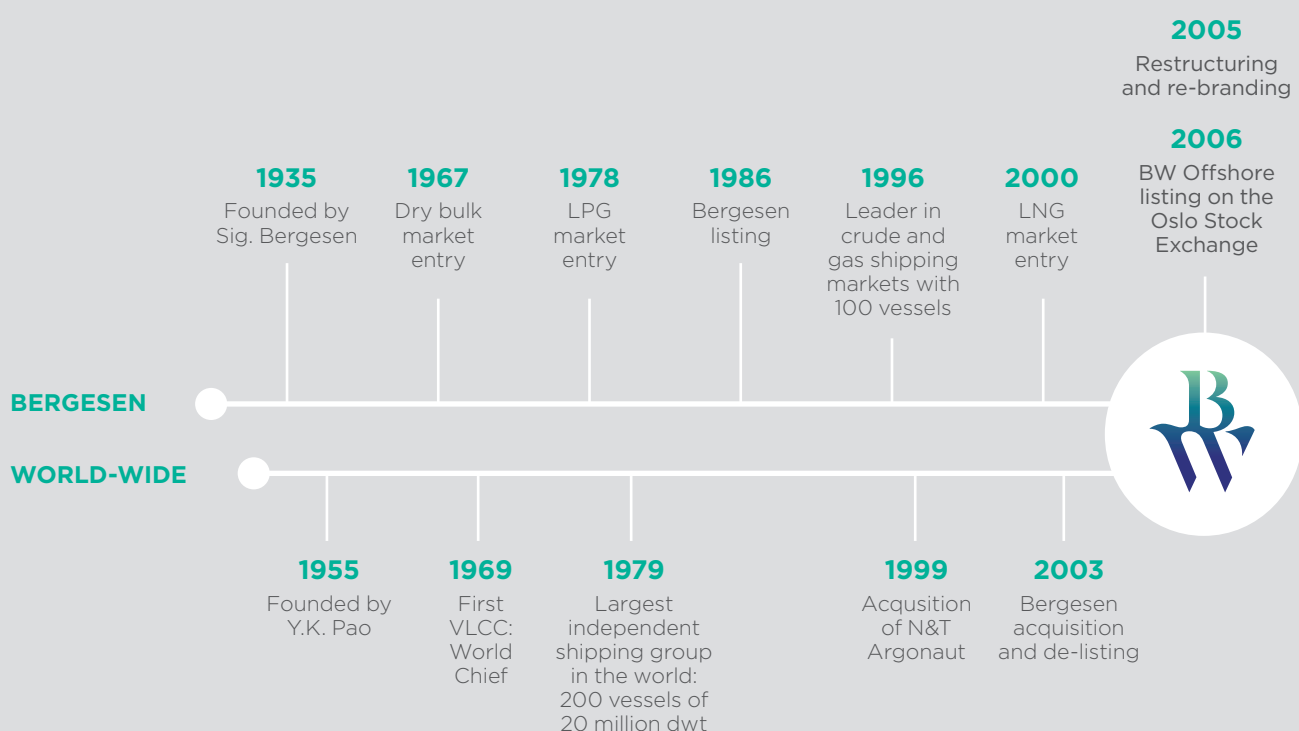 2005
Restructuring
and re-branding
2006
BW Offshore
listing on the
Oslo Stock
Exchange
1935
Founded by
Sig. Bergesen
1967
Dry bulk
market
entry
1978
LPG
market
entry
1986
Bergesen
listing
1996
Leader in
crude and
gas shipping
markets with
100 vessels
2000
LNG
market
entry
BERGESEN
BW
WORLD-WIDE
1955
Founded by
Y.K. Pao
1969
First
VLCC:
World
Chief
1979
Largest
independent
shipping group
in the world:
200 vessels of
20 million dwt
1999
Acqusition
of N&T
Argonaut
2003
Bergesen
acquisition
and de-listing